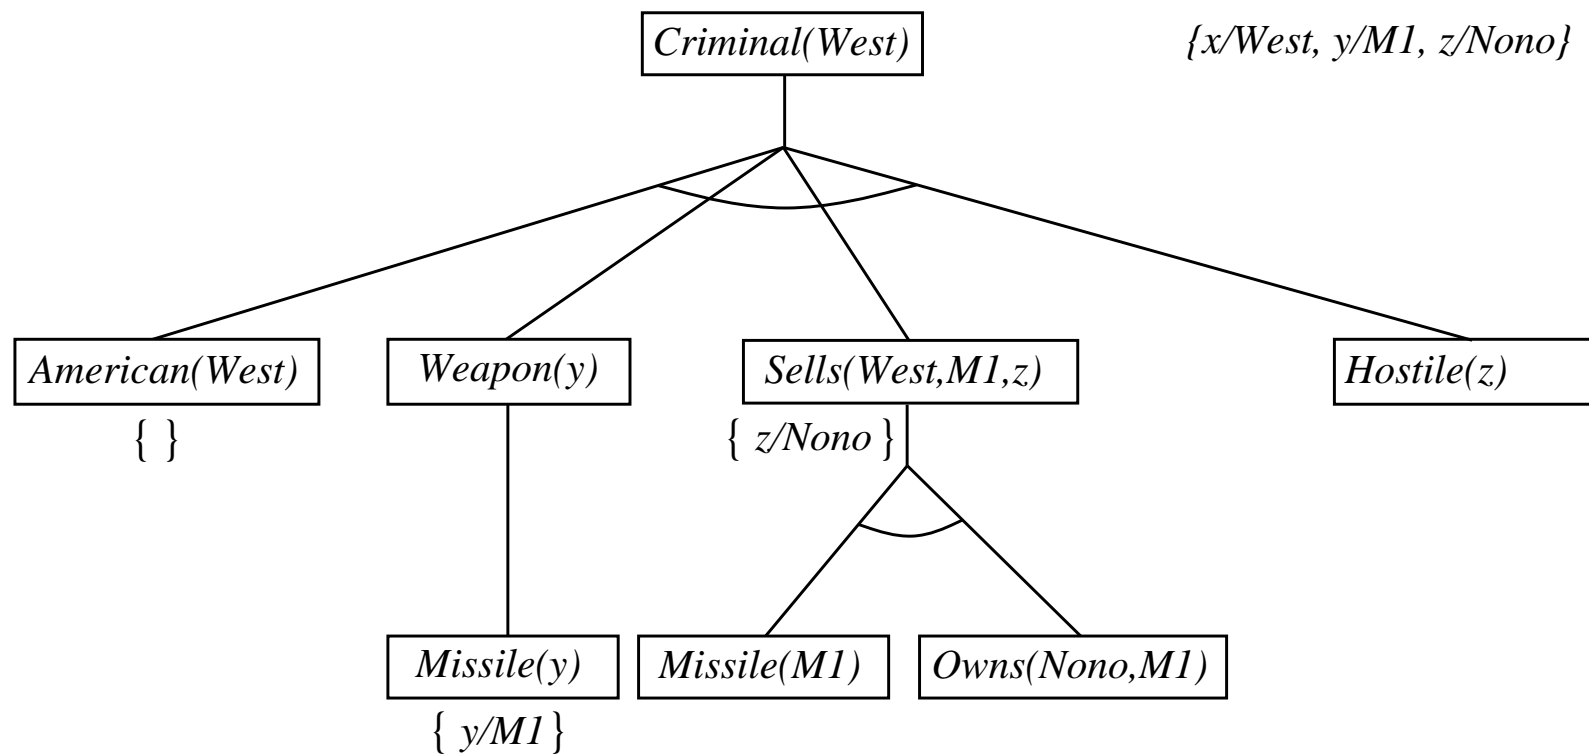 Criminal(West)
{x/West, y/M1, z/Nono}
American(West)
Weapon(y)
Sells(West,M1,z)
Hostile(z)
{ }
{ z/Nono }
Missile(y)
Missile(M1)
Owns(Nono,M1)
{ y/M1 }